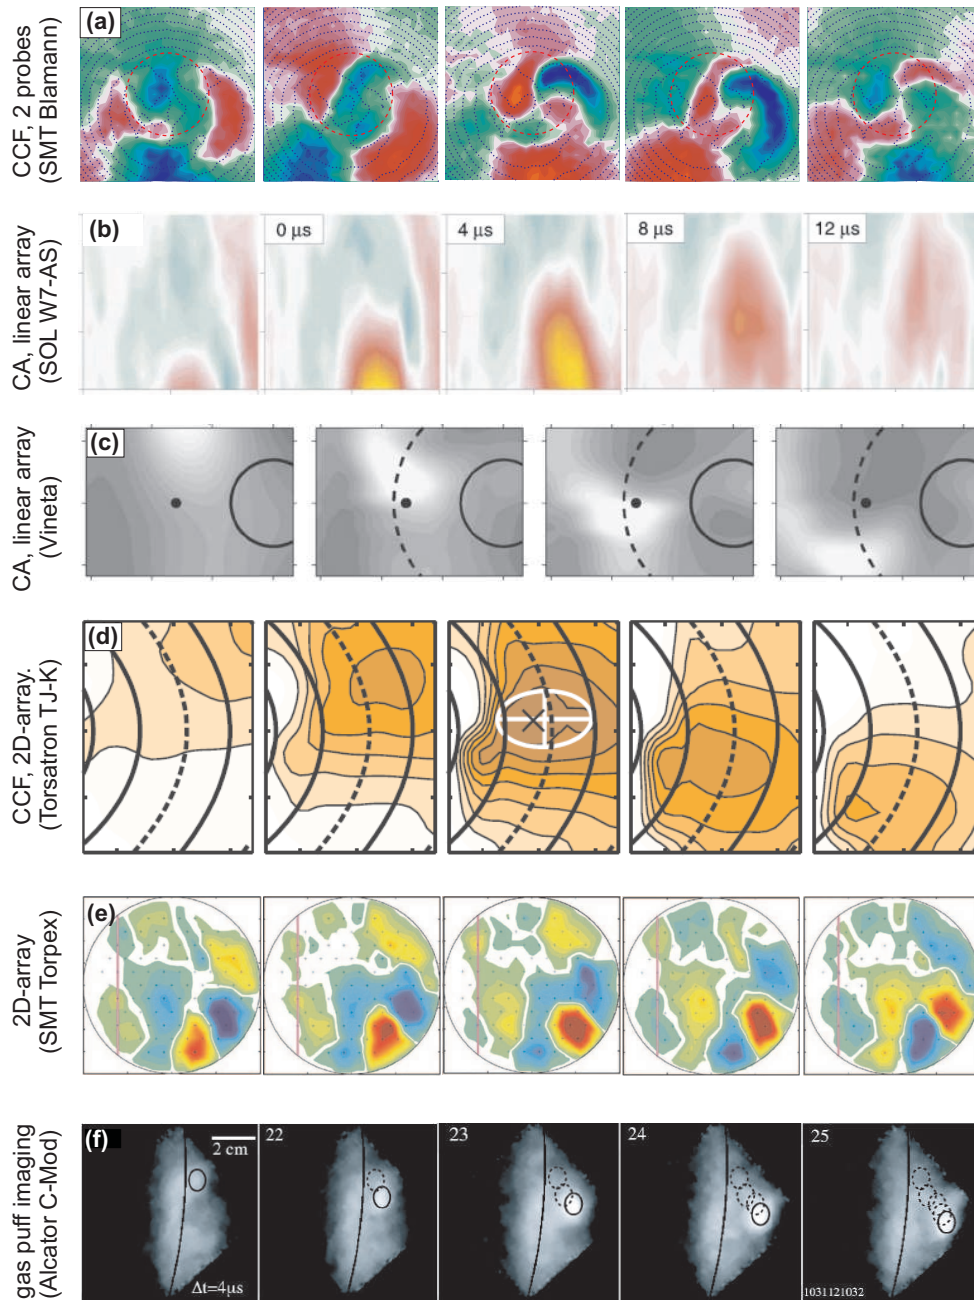 CCF, 2 probes
(SMT Blamann)
(a)
CA, linear array
(SOL W7-AS)
(b)
0 μs
4 μs
8 μs
12 μs
CA, linear array
(Vineta)
(c)
CCF, 2D-array.
(Torsatron TJ-K)
(d)
2D-array
(SMT Torpex)
(e)
gas puff imaging
(Alcator C-Mod)
(f)
2 cm
Δt=4μs
22
23
24
25
1031121032